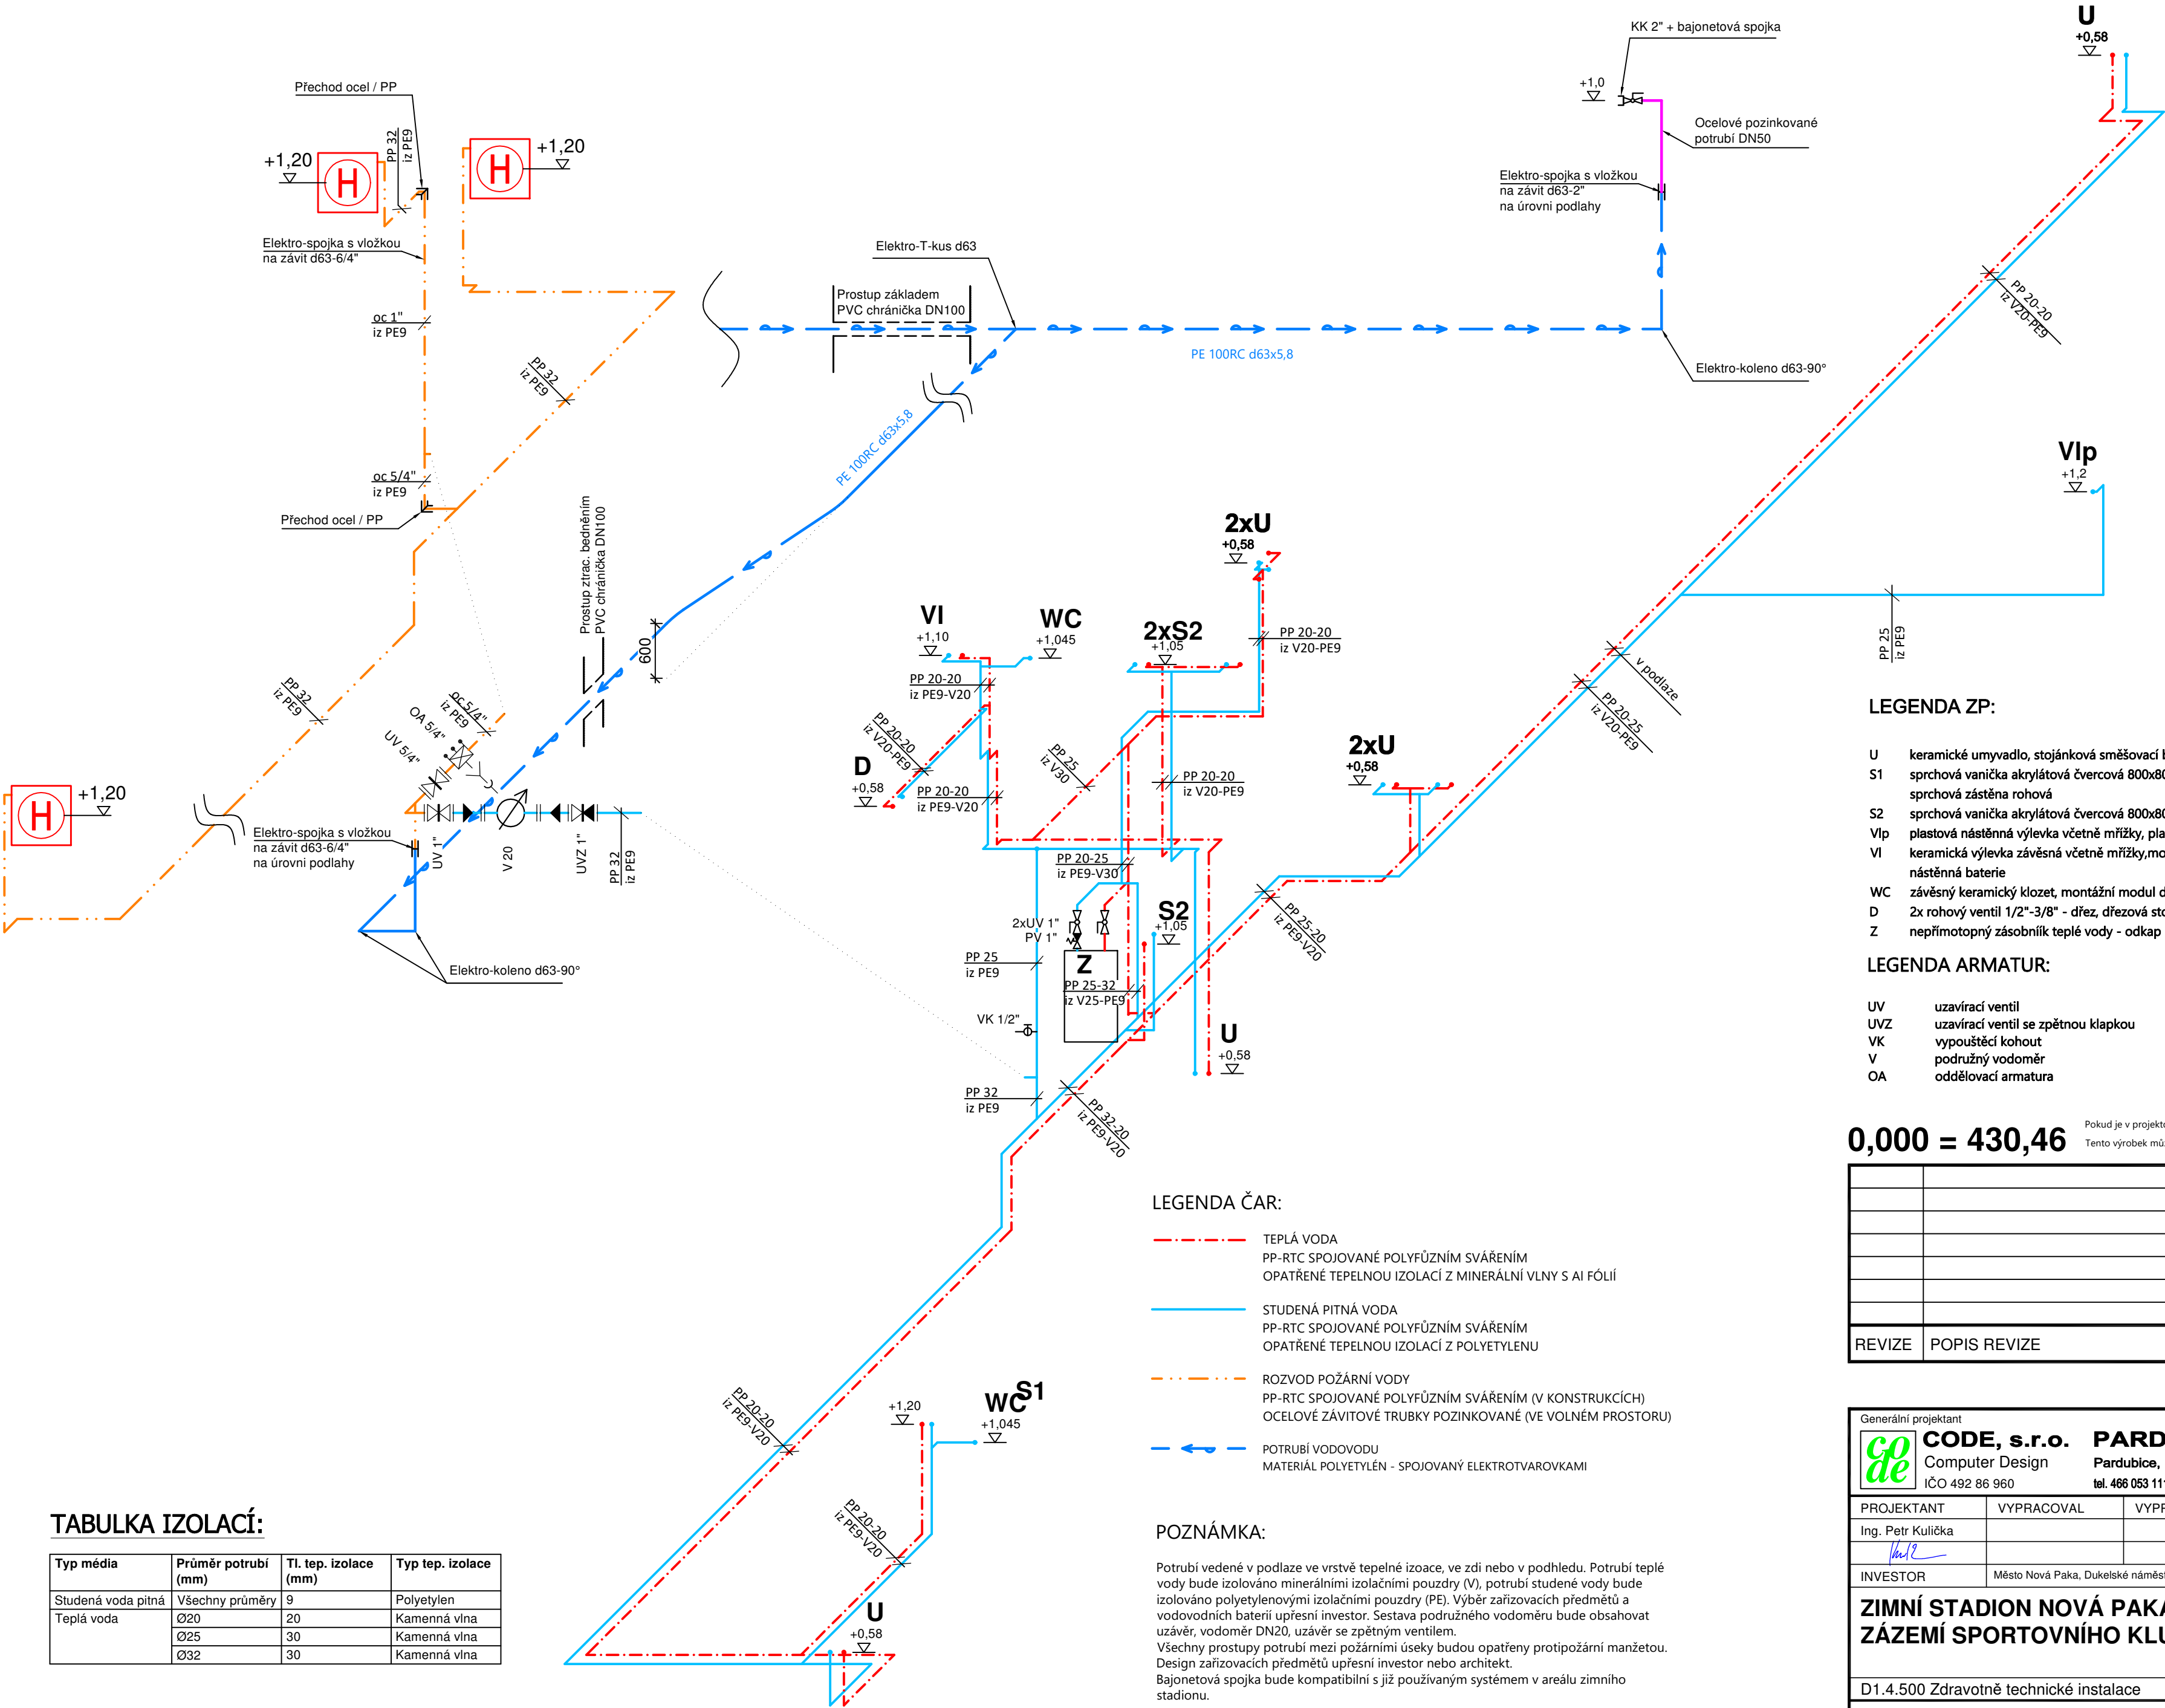 KK 2" + bajonetová spojka
+1,0
Ocelové pozinkované
potrubí DN50
Elektro-spojka s vložkou
na závit d63-2"
na úrovni podlahy
U
+0,58
Přechod ocel / PP
PP 32
iz PE9
+1,20
H
H
+1,20
Elektro-spojka s vložkou
na závit d63-6/4"
Elektro-T-kus d63
Prostup základem
PVC chránička DN100
PE 100RC d63x5,8
Elektro-koleno d63-90°
PP 20-20
iz V20-PE9
oc 1"
iz PE9
PP 32
iz PE9
PE 100RC d63x5,8
oc 5/4"
iz PE9
Přechod ocel / PP
Prostup ztrac. bedněním
PVC chránička DN100
600
VIp
+1,2
2xU
+0,58
VI
+1,10
WC
+1,045
2xS2
+1,05
PP 20-20
iz V20-PE9
PP 25
iz PE9
v podlaze
PP 20-25
iz V20-PE9
PP 32
iz PE9
oc 5/4"
iz PE9
OA 5/4"
UV 5/4"
PP 20-20
iz PE9-V20
PP 20-20
iz V20-PE9
PP 25
iz V30
D
+0,58
PP 20-20
iz PE9-V20
PP 20-20
iz V20-PE9
2xU
+0,58
H
+1,20
Elektro-spojka s vložkou
na závit d63-6/4"
na úrovni podlahy
UV 1"
V 20
UVZ 1"
PP 32
iz PE9
PP 20-25
iz PE9-V30
2xUV 1"
PV 1"
S2
+1,05
PP 25-20
iz PE9-V20
PP 25
iz PE9
Z
PP 25-32
iz V25-PE9
Elektro-koleno d63-90°
VK 1/2"
U
+0,58
PP 32
iz PE9
PP 32-20
iz PE9-V20
LEGENDA ZP:
U keramické umyvadlo, stojánková směšovací b
S1 sprchová vanička akrylátová čvercová 800x80
sprchová zástěna rohová
S2 sprchová vanička akrylátová čvercová 800x80
VIp plastová nástěnná výlevka včetně mřížky, pla
VI keramická výlevka závěsná včetně mřížky,mo
nástěnná baterie
WC závěsný keramický klozet, montážní modul d
D 2x rohový ventil 1/2"-3/8" - dřez, dřezová sto
Z nepřímotopný zásobníik teplé vody - odkap
LEGENDA ARMATUR:
UV uzavírací ventil
UVZ uzavírací ventil se zpětnou klapkou
VK vypouštěcí kohout
V podružný vodoměr
OA oddělovací armatura
0,000 = 430,46
Pokud je v projekto
Tento výrobek mů
REVIZE POPIS REVIZE
LEGENDA ČAR:
TEPLÁ VODA
PP-RTC SPOJOVANÉ POLYFŮZNÍM SVÁŘENÍM
OPATŘENÉ TEPELNOU IZOLACÍ Z MINERÁLNÍ VLNY S Al FÓLIÍ
STUDENÁ PITNÁ VODA
PP-RTC SPOJOVANÉ POLYFŮZNÍM SVÁŘENÍM
OPATŘENÉ TEPELNOU IZOLACÍ Z POLYETYLENU
ROZVOD POŽÁRNÍ VODY
PP-RTC SPOJOVANÉ POLYFŮZNÍM SVÁŘENÍM (V KONSTRUKCÍCH)
OCELOVÉ ZÁVITOVÉ TRUBKY POZINKOVANÉ (VE VOLNÉM PROSTORU)
POTRUBÍ VODOVODU
MATERIÁL POLYETYLÉN - SPOJOVANÝ ELEKTROTVAROVKAMI
PP 20-20
iz PE9-V20
+1,20
WC
S1
+1,045
PP 20-20
iz PE9-V20
U
+0,58
POZNÁMKA:
Potrubí vedené v podlaze ve vrstvě tepelné izoace, ve zdi nebo v podhledu. Potrubí teplé
vody bude izolováno minerálními izolačními pouzdry (V), potrubí studené vody bude
izolováno polyetylenovými izolačními pouzdry (PE). Výběr zařizovacích předmětů a
vodovodních baterií upřesní investor. Sestava podružného vodoměru bude obsahovat
uzávěr, vodoměr DN20, uzávěr se zpětným ventilem.
Všechny prostupy potrubí mezi požárními úseky budou opatřeny protipožární manžetou.
Design zařizovacích předmětů upřesní investor nebo architekt.
Bajonetová spojka bude kompatibilní s již používaným systémem v areálu zimního
stadionu.
TABULKA IZOLACÍ:
Typ média Průměr potrubí (mm) Tl. tep. izolace (mm) Typ tep. izolace
Studená voda pitná Všechny průměry 9 Polyetylen
Teplá voda Ø20 20 Kamenná vlna
Ø25 30 Kamenná vlna
Ø32 30 Kamenná vlna
Generální projektant
code
CODE, s.r.o. PARD
Computer Design Pardubice,
IČO 492 86 960 tel. 466 053 111
PROJEKTANT VYPRACOVAL VYPR
Ing. Petr Kulička
INVESTOR Město Nová Paka, Dukelské náměst
ZIMNÍ STADION NOVÁ PAKA
ZÁZEMÍ SPORTOVNÍHO KLU
D1.4.500 Zdravotně technické instalace